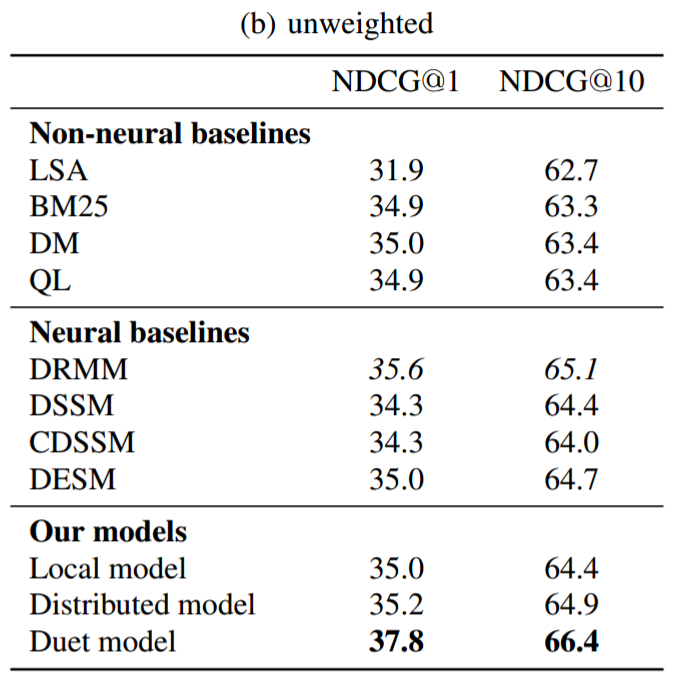 (b) unweighted
NDCG@1 NDCG@10
Non-neural baselines
LSA 31.9 62.7
BM25 34.9 63.3
DM 35.0 63.4
QL 34.9 63.4
Neural baselines
DRMM 35.6 65.1
DSSM 34.3 64.4
CDSSM 34.3 64.0
DESM 35.0 64.7
Our models
Local model 35.0 64.4
Distributed model 35.2 64.9
Duet model 37.8 66.4